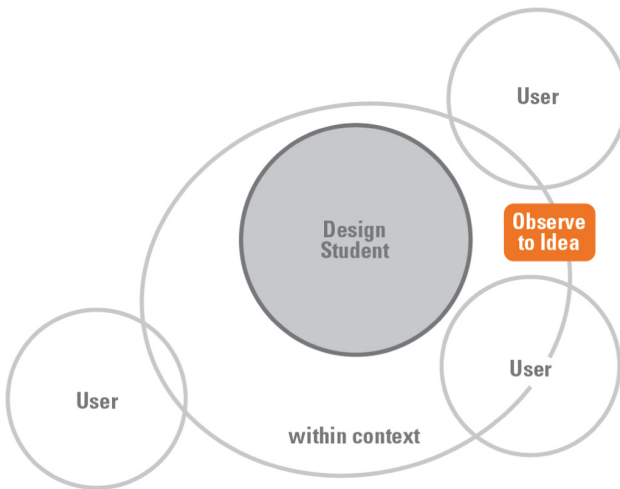 User
Design
Student
Observe
to Idea
User
User
within context